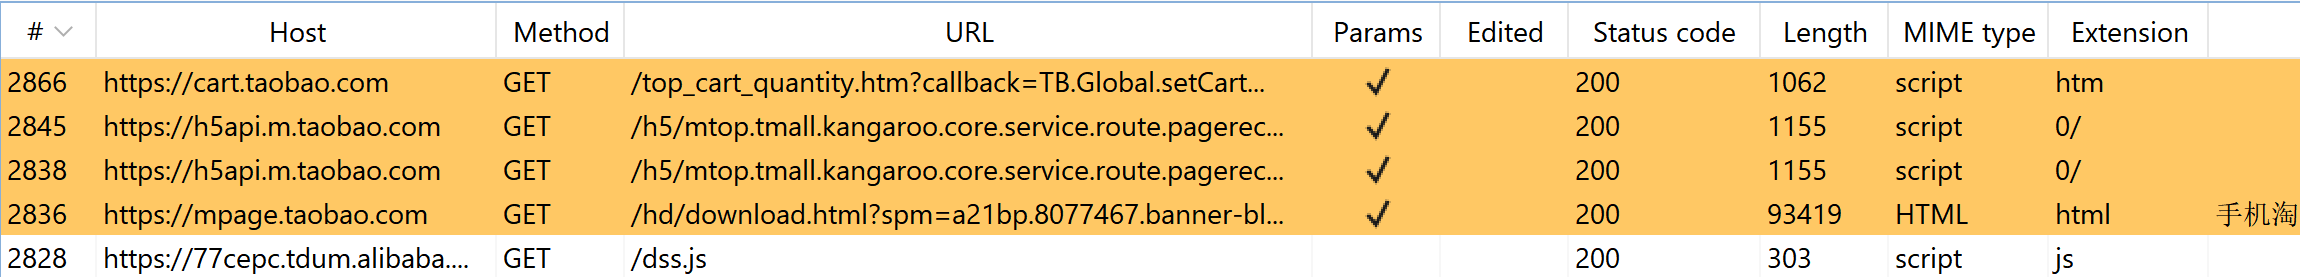 # Host Method URL Params Edited Status code Length MIME type Extension
2866 https://cart.taobao.com GET /top_cart_quantity.htm?callback=TB.Global.setCart... ✓ 200 1062 script htm
2845 https://h5api.m.taobao.com GET /h5/mtop.tmall.kangaroo.core.service.route.pagerec... ✓ 200 1155 script 0/
2838 https://h5api.m.taobao.com GET /h5/mtop.tmall.kangaroo.core.service.route.pagerec... ✓ 200 1155 script 0/
2836 https://mpage.taobao.com GET /hd/download.html?spm=a21bp.8077467.banner-bl... ✓ 200 93419 HTML html 手机淘
2828 https://77cepc.tdum.alibaba.... GET /dss.js 200 303 script js